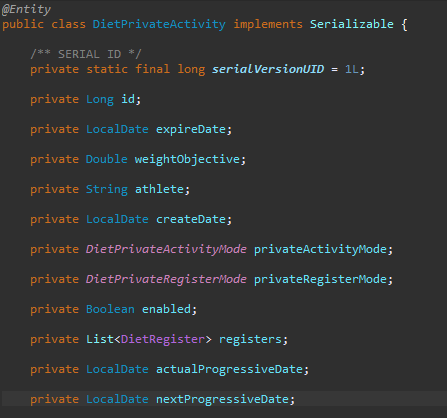 @Entity
public class DietPrivateActivity implements Serializable {
/** SERIAL ID */
private static final long serialVersionUID = 1L;
private Long id;
private LocalDate expireDate;
private Double weightObjective;
private String athlete;
private LocalDate createDate;
private DietPrivateActivityMode privateActivityMode;
private DietPrivateRegisterMode privateRegisterMode;
private Boolean enabled;
private List<DietRegister> registers;
private LocalDate actualProgressiveDate;
private LocalDate nextProgressiveDate;